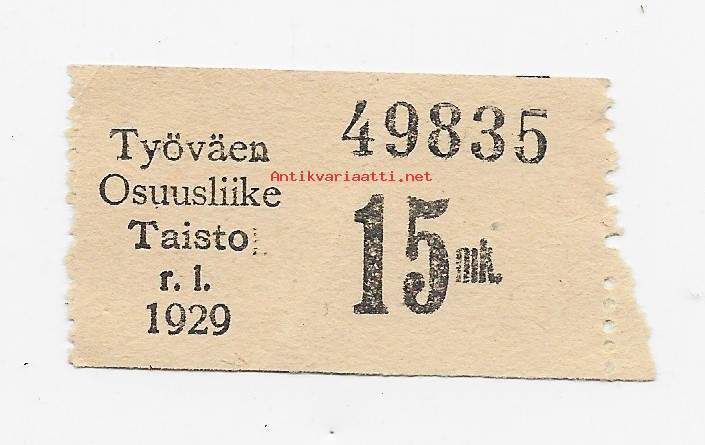 Työväen
Osuusliike
Taisto
r. l.
1929
49835
Antikvariaatti.net
15 mk.